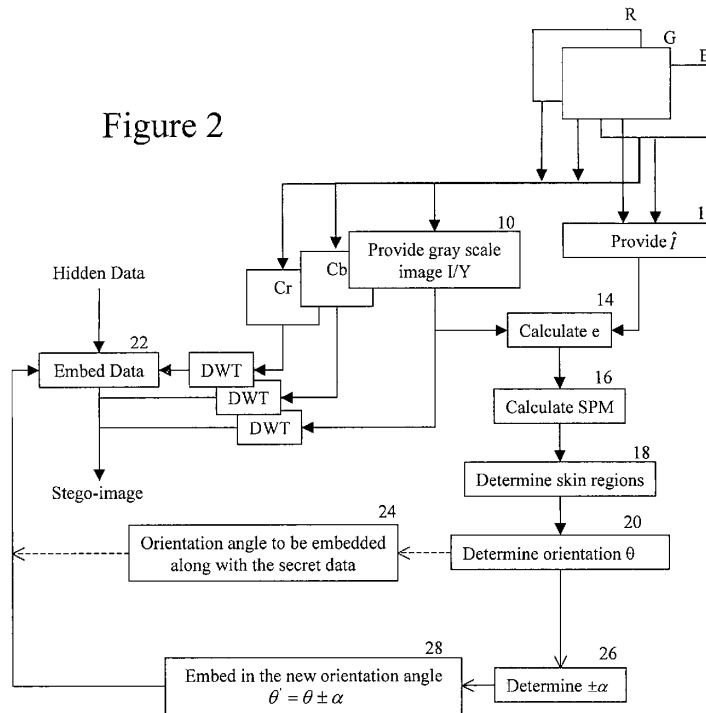 R
G
Figure 2
10
Provide gray scale
image I/Y
Provide Î
Cb
Cr
Hidden Data
14
Calculate e
22
Embed Data
DWT
DWT
DWT
16
Calculate SPM
18
Determine skin regions
Stego-image
24
Orientation angle to be embedded
along with the secret data
20
Determine orientation θ
28
Embed in the new orientation angle
θ' = θ ± α
26
Determine ±α